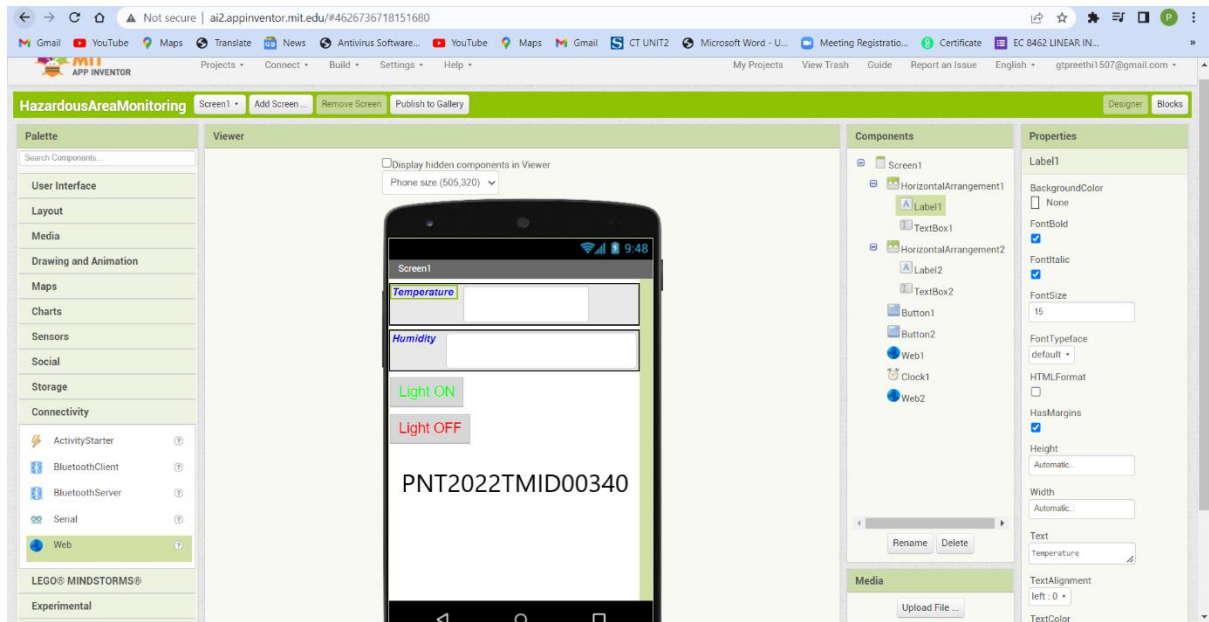 Not secure | ai2.appinventor.mit.edu/#4626736718151680
P
Gmail YouTube Maps Translate News Antivirus Software... YouTube Maps Gmail CT UNIT2 Microsoft Word - U... Meeting Registratio... Certificate EC 8462 LINEAR IN... »
MIT
APP INVENTOR
Projects Connect Build Settings Help My Projects View Trash Guide Report an Issue English gtpreethi1507@gmail.com
HazardousAreaMonitoring Screen1 Add Screen ... Remove Screen Publish to Gallery Designer Blocks
Palette
Search Components...
User Interface
Layout
Media
Drawing and Animation
Maps
Charts
Sensors
Social
Storage
Connectivity
ActivityStarter ?
BluetoothClient ?
BluetoothServer ?
Serial ?
Web ?
LEGO® MINDSTORMS®
Experimental
Viewer
Display hidden components in Viewer
Phone size (505,320)
9:48
Screen1
Temperature
Humidity
Light ON
Light OFF
PNT2022TMID00340
Components
Screen1
HorizontalArrangement1
A Label1
TextBox1
HorizontalArrangement2
A Label2
TextBox2
Button1
Button2
Web1
Clock1
Web2
Rename Delete
Media
Upload File ...
Properties
Label1
BackgroundColor
None
FontBold
FontItalic
FontSize
15
FontTypeface
default
HTMLFormat
HasMargins
Height
Automatic...
Width
Automatic...
Text
Temperature
TextAlignment
left : 0
TextColor